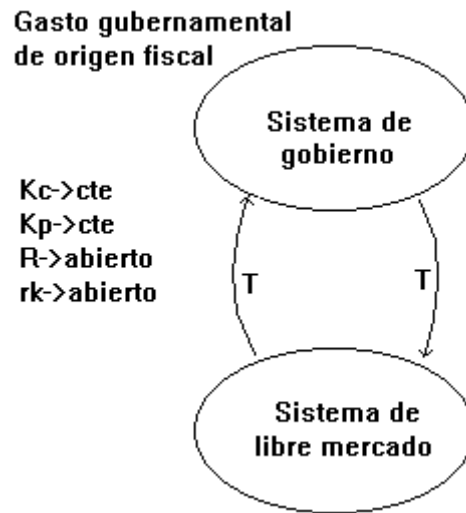 Gasto gubernamental
de origen fiscal
Sistema de
gobierno
Kc->cte
Kp->cte
R->abierto
rk->abierto
T
T
Sistema de
libre mercado